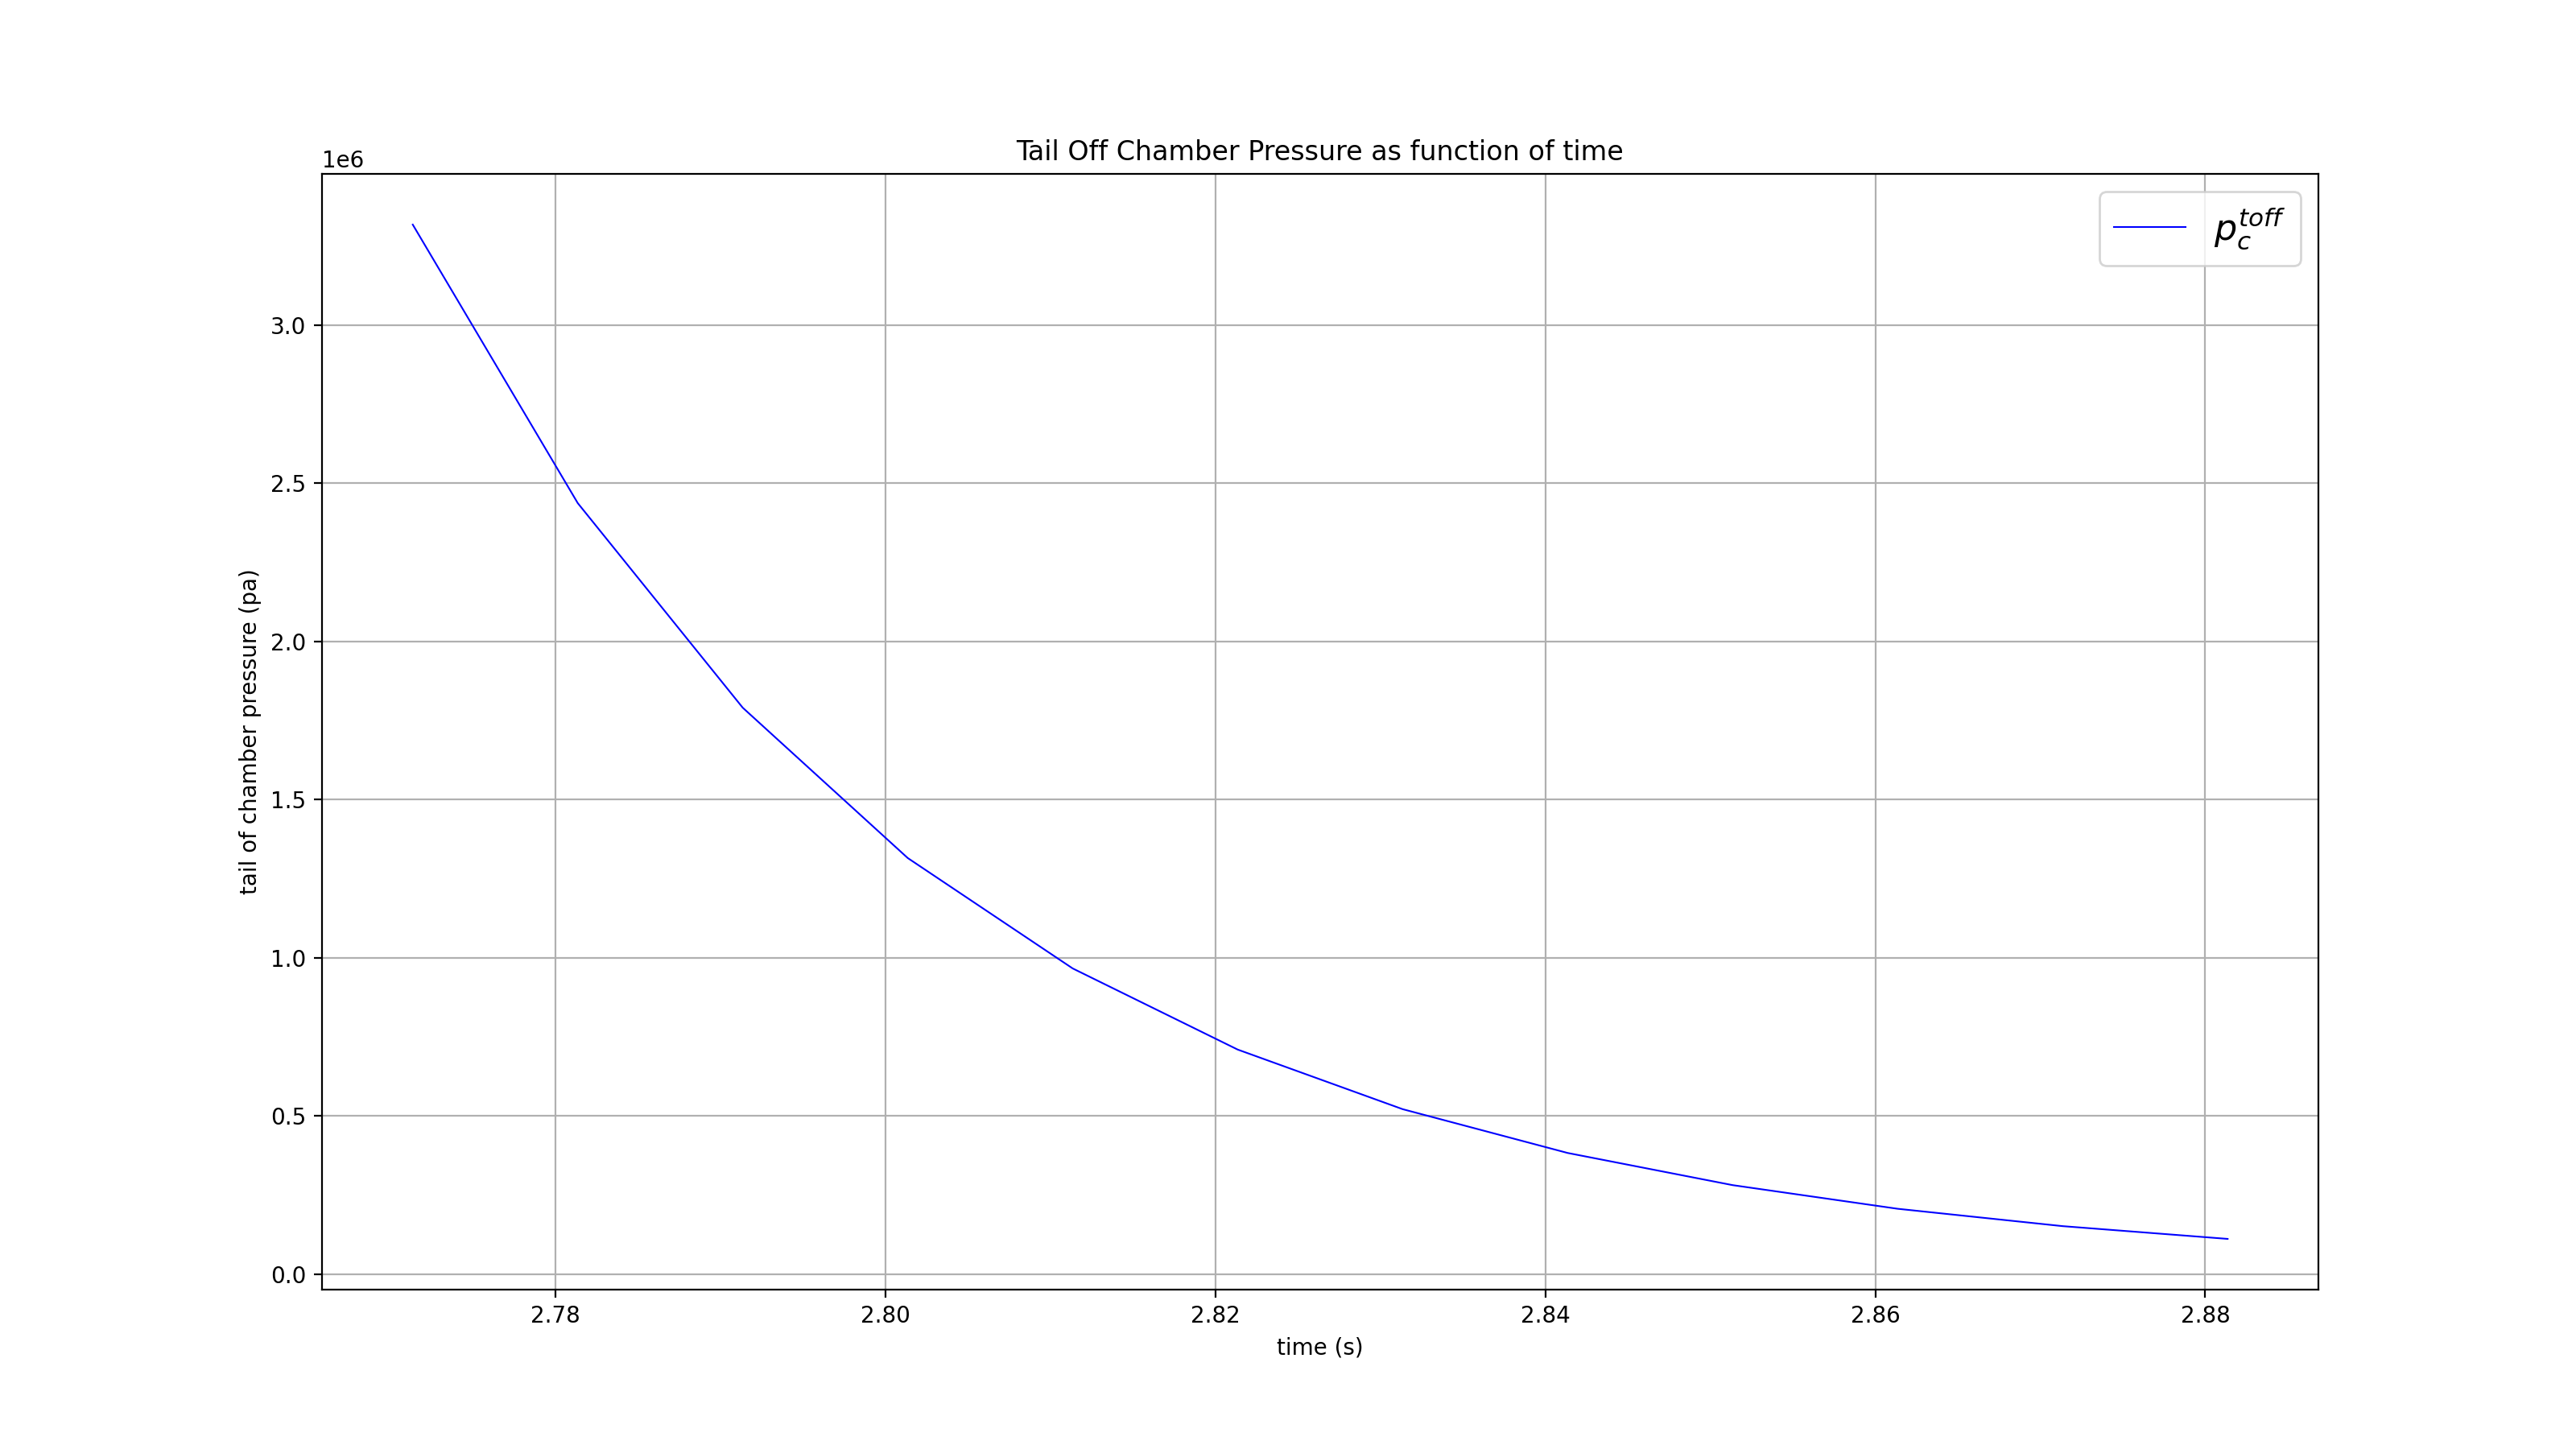 Tail Off Chamber Pressure as function of time
1e6
p_c^{toff}
3.0
2.5
2.0
1.5
1.0
0.5
0.0
tail of chamber pressure (pa)
2.78 2.80 2.82 2.84 2.86 2.88
time (s)